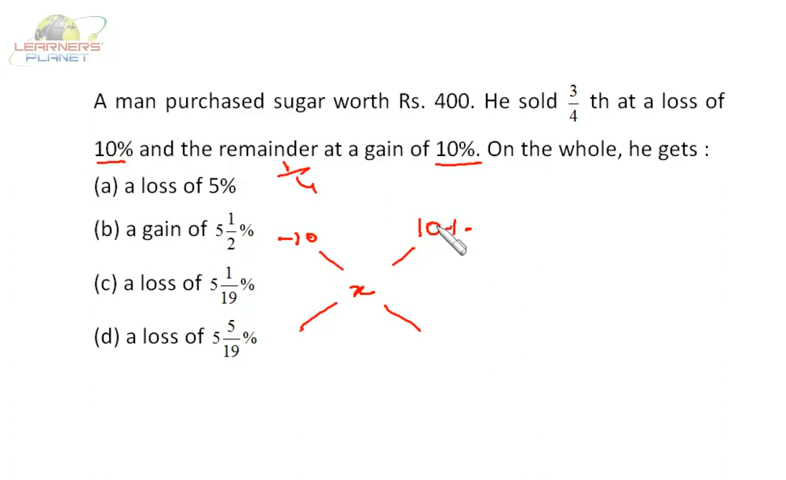 LEARNERS'
PLANET
A man purchased sugar worth Rs. 400. He sold 3/4 th at a loss of
10% and the remainder at a gain of 10%. On the whole, he gets :
1/4
(a) a loss of 5%
(b) a gain of 5 1/2 %
-10
10%.
(c) a loss of 5 1/19 %
x
(d) a loss of 5 5/19 %